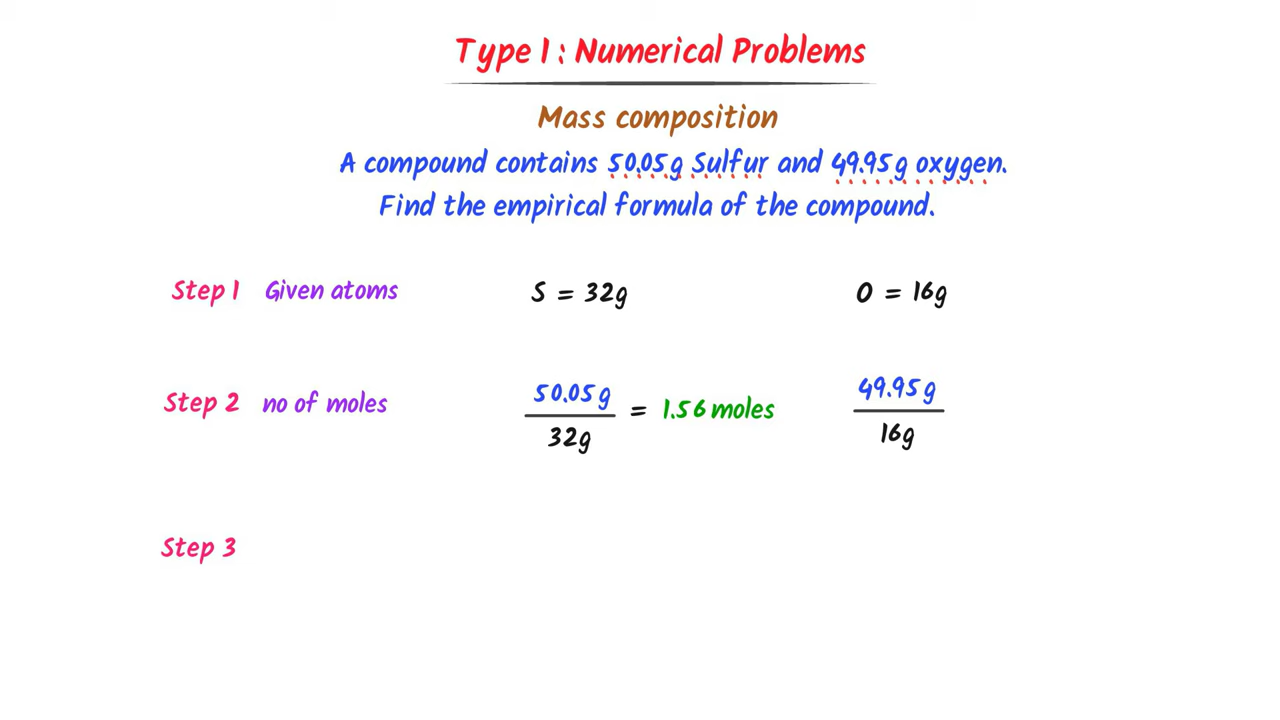 Type 1 : Numerical Problems
Mass composition
A compound contains 50.05g Sulfur and 49.95g oxygen.
Find the empirical formula of the compound.
Step 1 Given atoms S = 32g O = 16g
Step 2 no of moles 50.05g = 1.56 moles 49.95g
32g 16g
Step 3